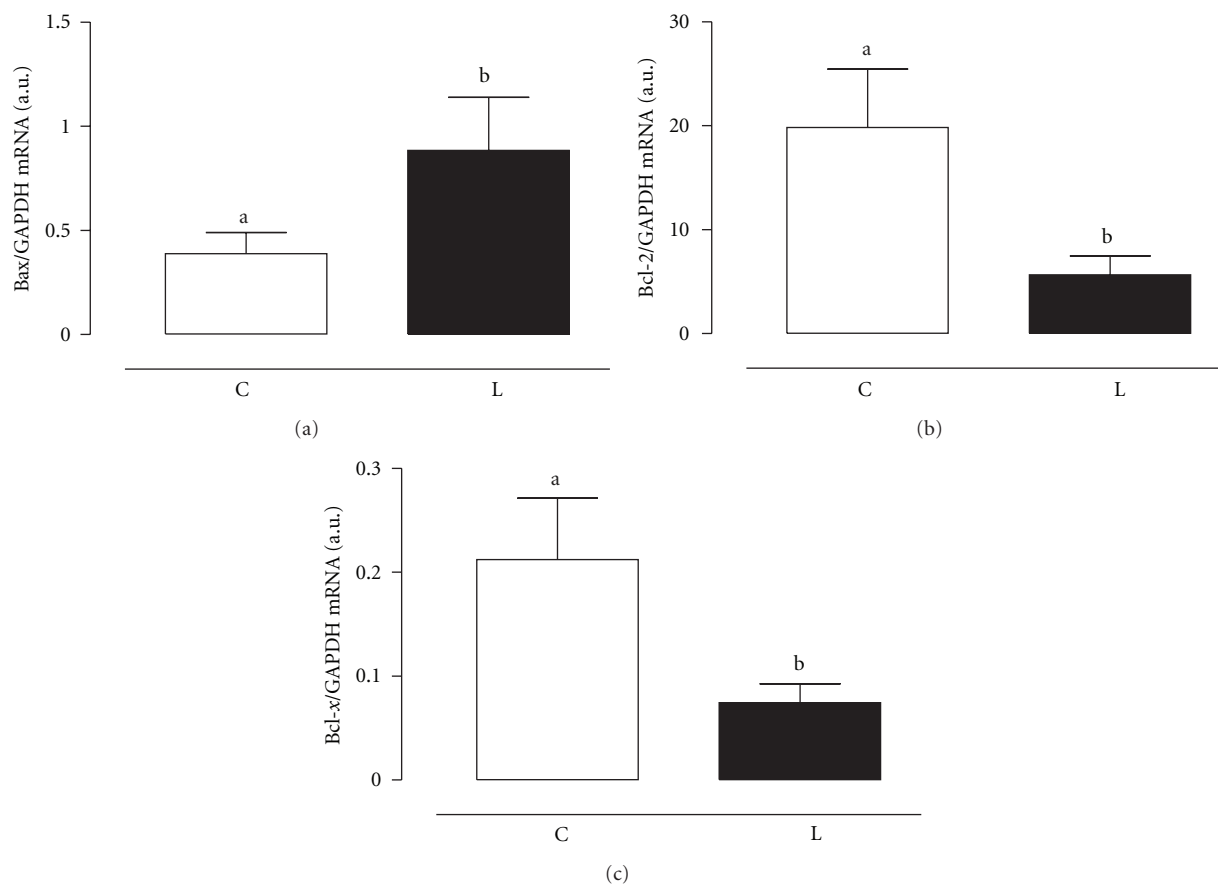 Bax/GAPDH mRNA (a.u.)
1.5
1
0.5
0
a
b
C
L
(a)
Bcl-2/GAPDH mRNA (a.u.)
30
20
10
0
a
b
C
L
(b)
Bcl-x/GAPDH mRNA (a.u.)
0.3
0.2
0.1
0
a
b
C
L
(c)